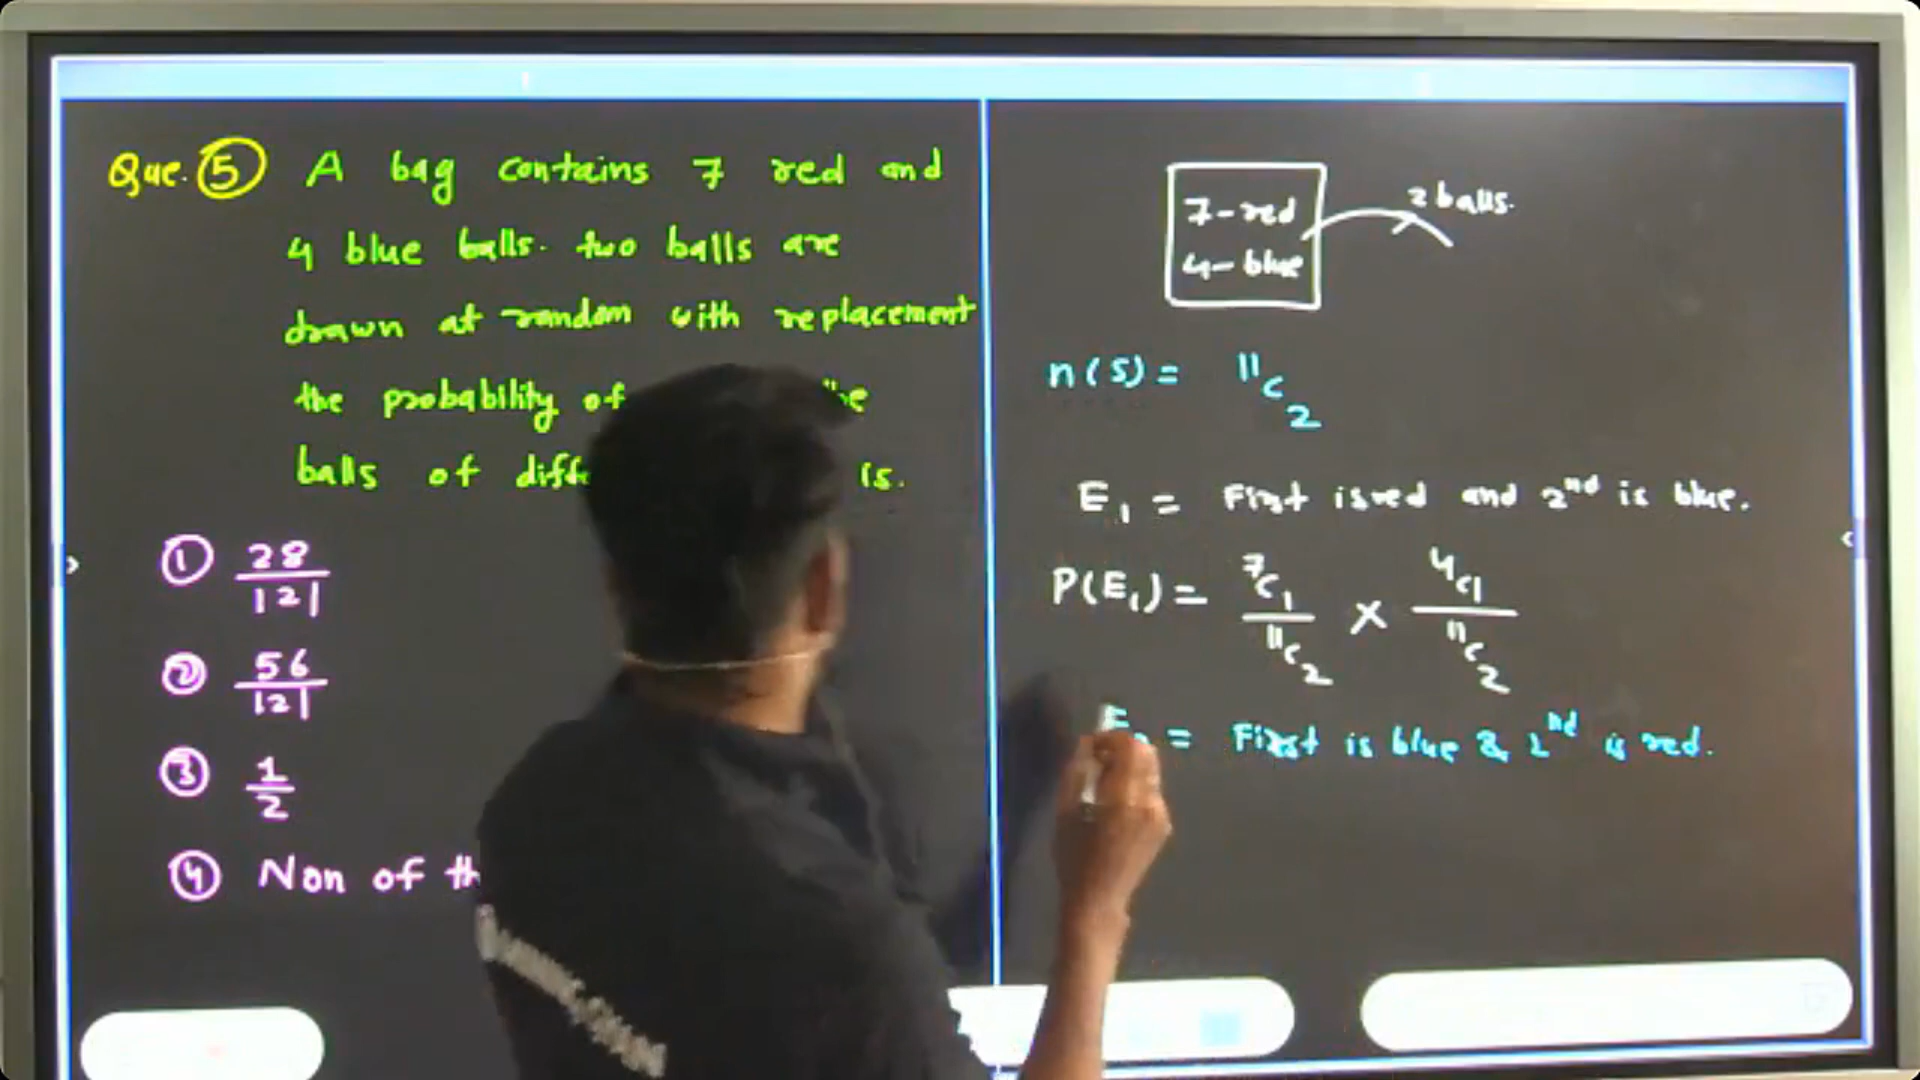 Que. 5 A bag contains 7 red and
4 blue balls. two balls are
drawn at random with replacement
the probability of
balls of is.
1 28/121
2 56/121
3 1/2
4 Non of
7-red
4-blue
2 balls.
n(S) = ¹¹C₂
E₁ = First is red and 2nd is blue.
P(E₁) = ⁷C₁/¹¹C₂ × ⁴C₁/¹¹C₂
= First is blue & 2nd is red.